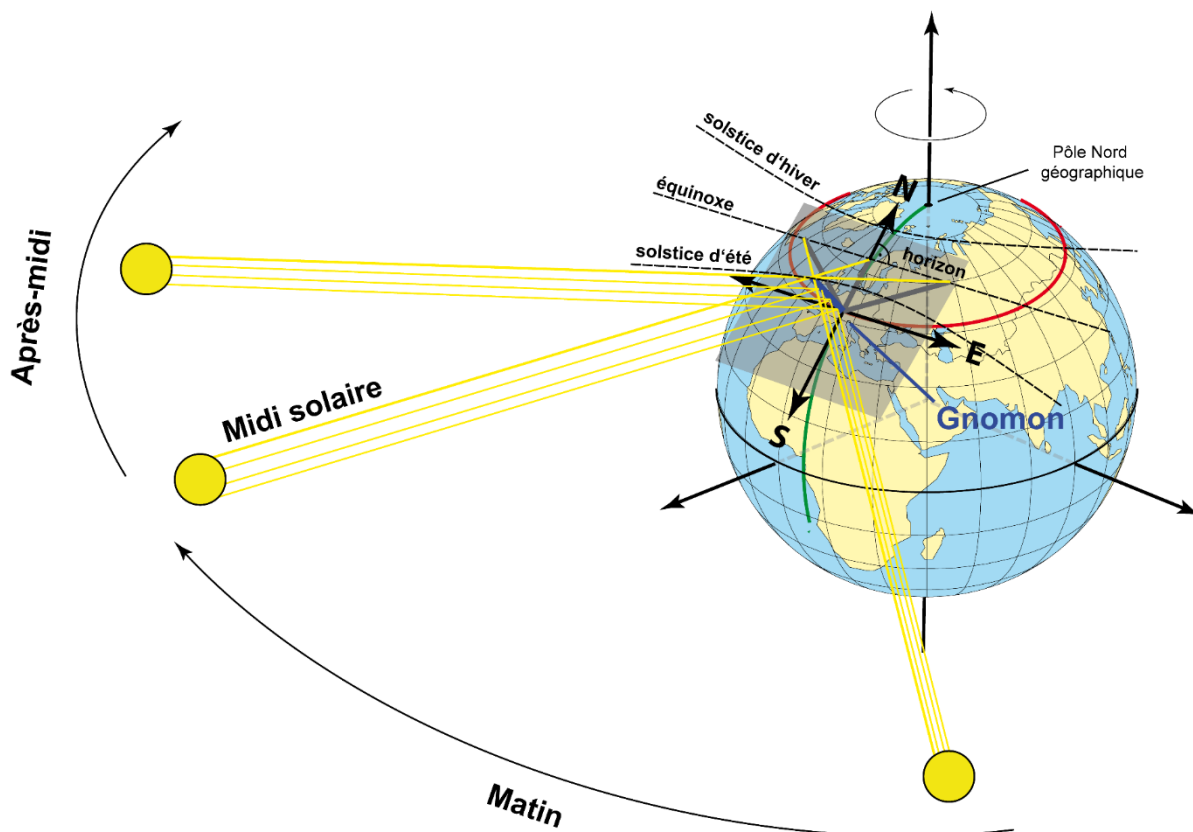 solstice d'hiver
Pôle Nord
géographique
équinoxe
N
solstice d'été
horizon
Après-midi
E
Midi solaire
Gnomon
S
Matin